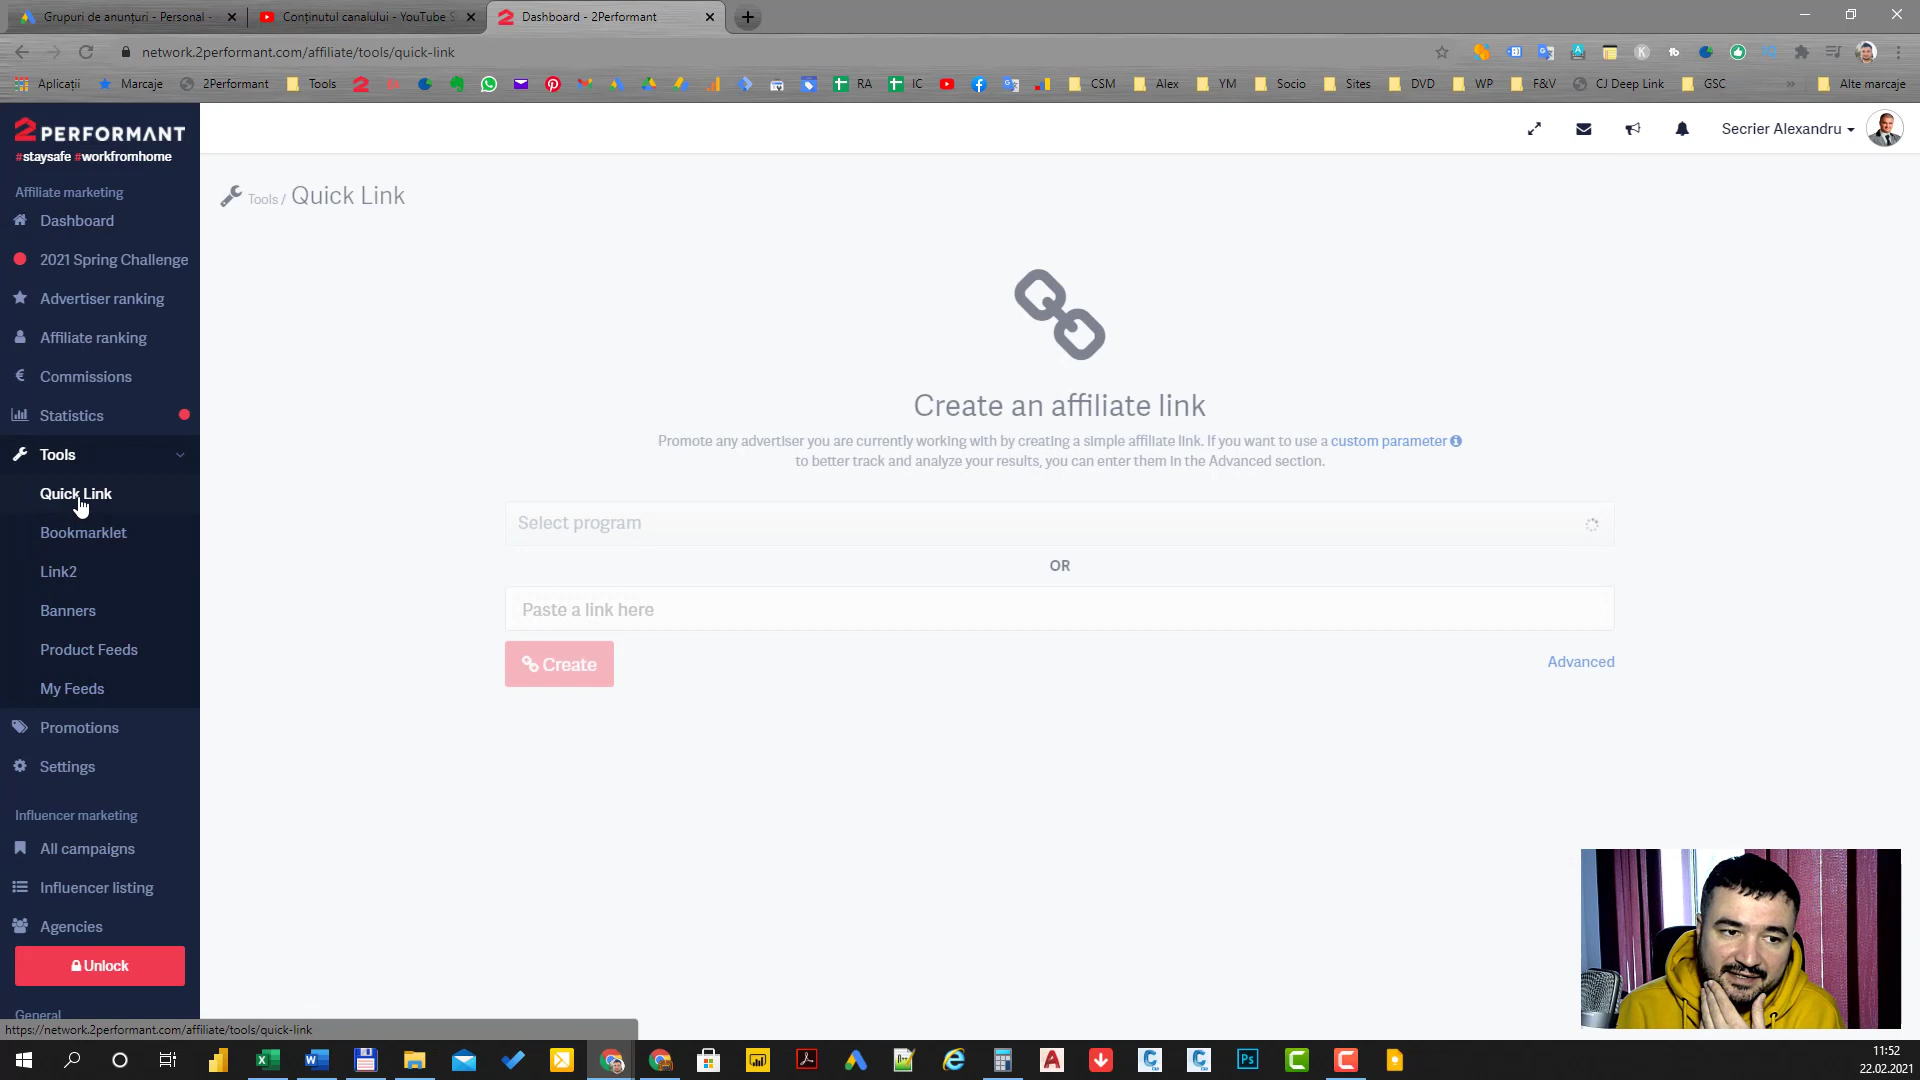 Grupuri de anunțuri - Personal -
Conținutul canalului - YouTube S
Dashboard - 2Performant
network.2performant.com/affiliate/tools/quick-link
Aplicații
Marcaje
2Performant
Tools
RA
IC
CSM
Alex
YM
Socio
Sites
DVD
WP
F&V
CJ Deep Link
GSC
Alte marcaje
2PERFORMANT
#staysafe #workfromhome
Secrier Alexandru
Affiliate marketing
Dashboard
2021 Spring Challenge
Advertiser ranking
Affiliate ranking
Commissions
Statistics
Tools
Quick Link
Bookmarklet
Link2
Banners
Product Feeds
My Feeds
Promotions
Settings
Influencer marketing
All campaigns
Influencer listing
Agencies
Unlock
General
Tools / Quick Link
Create an affiliate link
Promote any advertiser you are currently working with by creating a simple affiliate link. If you want to use a custom parameter
to better track and analyze your results, you can enter them in the Advanced section.
Select program
OR
Paste a link here
Create
Advanced
https://network.2performant.com/affiliate/tools/quick-link
11:52
22.02.2021